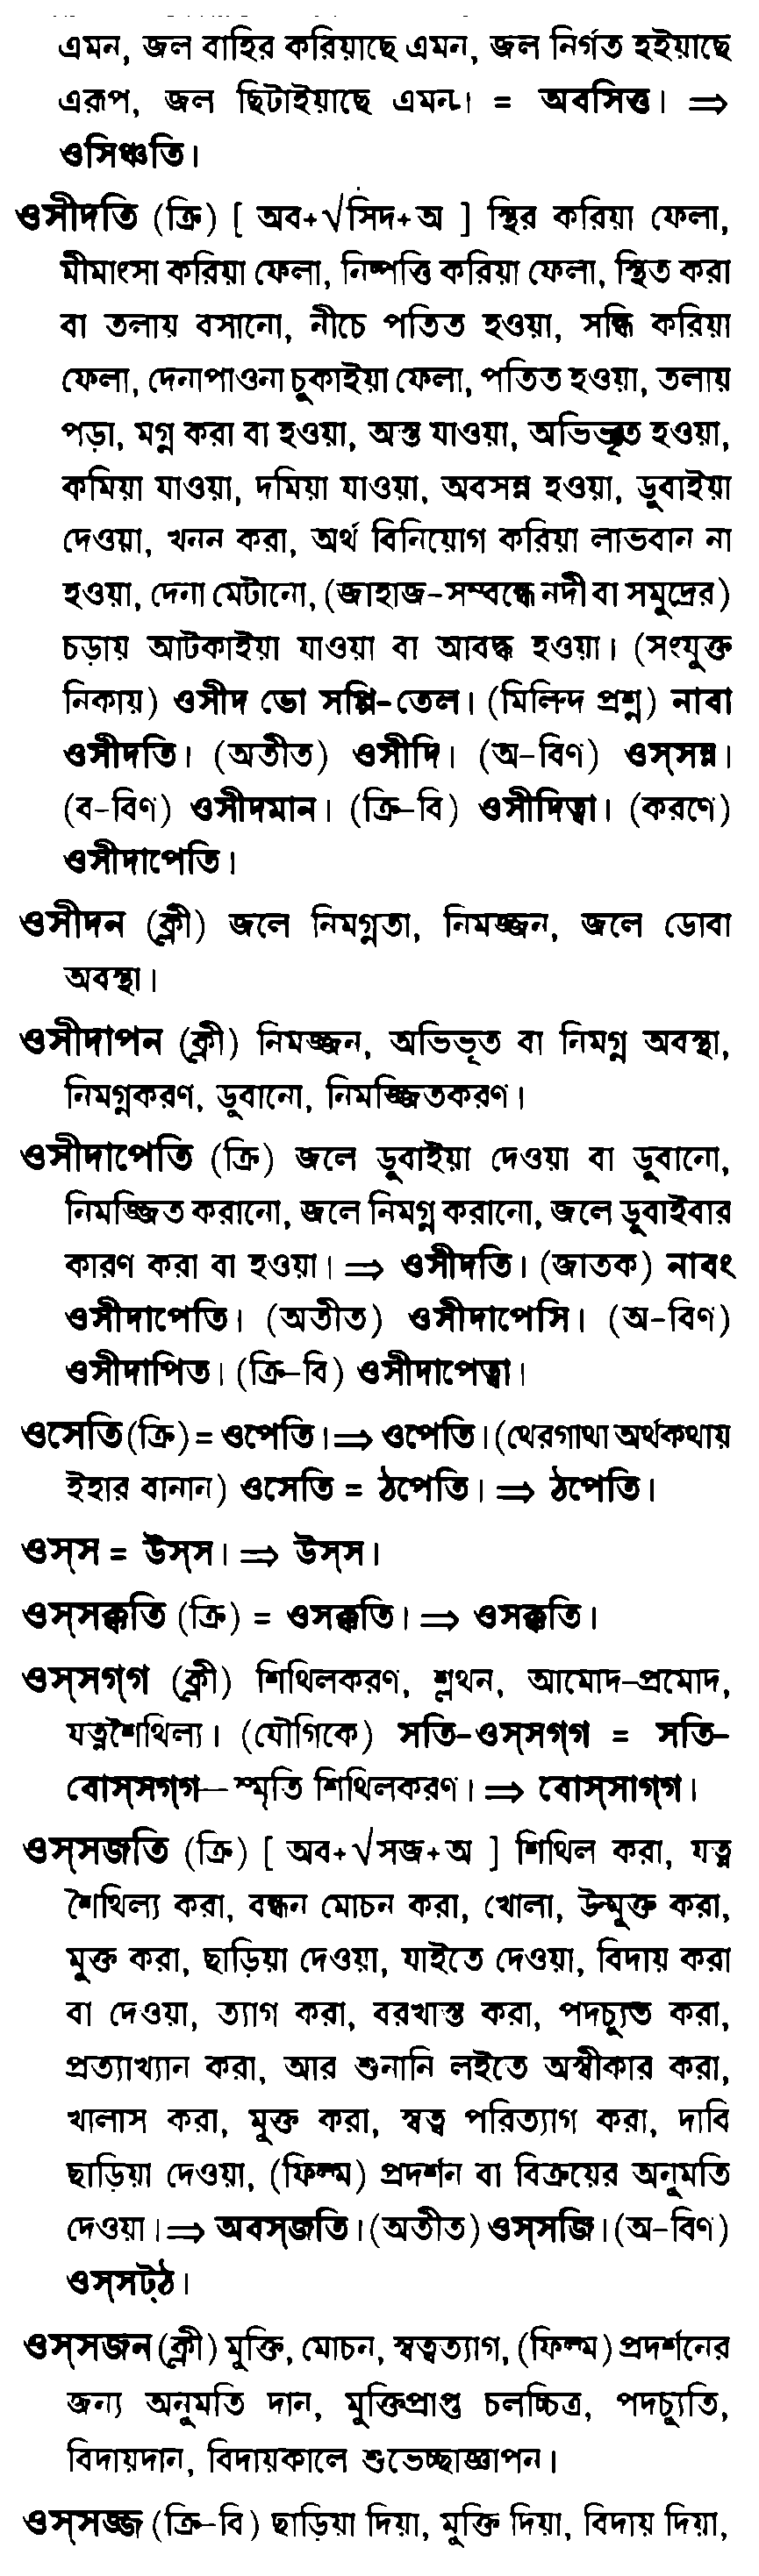 এমন, জল বাহির করিয়াছে এমন, জল নির্গত হইয়াছে
এরূপ, জল ছিটাইয়াছে এমন। = অবসিত্ত। ⇒
ওসিঞ্চতি।
ওসীদতি (ক্রি) [ অব+√সিদ+অ ] স্থির করিয়া ফেলা,
মীমাংসা করিয়া ফেলা, নিষ্পত্তি করিয়া ফেলা, স্থিত করা
বা তলায় বসানো, নীচে পতিত হওয়া, সন্ধি করিয়া
ফেলা, দেনাপাওনা চুকাইয়া ফেলা, পতিত হওয়া, তলায়
পড়া, মগ্ন করা বা হওয়া, অস্ত যাওয়া, অভিভূত হওয়া,
কমিয়া যাওয়া, দমিয়া যাওয়া, অবসন্ন হওয়া, ডুবাইয়া
দেওয়া, খনন করা, অর্থ বিনিয়োগ করিয়া লাভবান না
হওয়া, দেনা মেটানো, (জাহাজ-সম্বন্ধে নদী বা সমুদ্রের)
চড়ায় আটকাইয়া যাওয়া বা আবদ্ধ হওয়া। (সংযুক্ত
নিকায়) ওসীদ ভো সপ্পি-তেল। (মিলিন্দ প্রশ্ন) নাবা
ওসীদতি। (অতীত) ওসীদি। (অ-বিণ) ওস্সন্ন।
(ব-বিণ) ওসীদমান। (ক্রি-বি) ওসীদিত্বা। (করণে)
ওসীদাপেতি।
ওসীদন (ক্লী) জলে নিমগ্নতা, নিমজ্জন, জলে ডোবা
অবস্থা।
ওসীদাপন (ক্লী) নিমজ্জন, অভিভূত বা নিমগ্ন অবস্থা,
নিমগ্নকরণ, ডুবানো, নিমজ্জিতকরণ।
ওসীদাপেতি (ক্রি) জলে ডুবাইয়া দেওয়া বা ডুবানো,
নিমজ্জিত করানো, জলে নিমগ্ন করানো, জলে ডুবাইবার
কারণ করা বা হওয়া। ⇒ ওসীদতি। (জাতক) নাবং
ওসীদাপেতি। (অতীত) ওসীদাপেসি। (অ-বিণ)
ওসীদাপিত। (ক্রি-বি) ওসীদাপেত্বা।
ওসেতি (ক্রি) = ওপেতি। ⇒ ওপেতি। (থেরগাথা অর্থকথায়
ইহার বানান) ওসেতি = ঠপেতি। ⇒ ঠপেতি।
ওস্স = উস্স। ⇒ উস্স।
ওস্সক্কতি (ক্রি) = ওসক্কতি। ⇒ ওসক্কতি।
ওস্সগ্গ (ক্লী) শিথিলকরণ, শ্লথন, আমোদ-প্রমোদ,
যত্নশৈথিল্য। (যৌগিকে) সতি-ওস্সগ্গ = সতি-
বোস্সগ্গ—স্মৃতি শিথিলকরণ। ⇒ বোস্সাগ্গ।
ওস্সজতি (ক্রি) [ অব+√সজ+অ ] শিথিল করা, যত্ন
শৈথিল্য করা, বন্ধন মোচন করা, খোলা, উন্মুক্ত করা,
মুক্ত করা, ছাড়িয়া দেওয়া, যাইতে দেওয়া, বিদায় করা
বা দেওয়া, ত্যাগ করা, বরখাস্ত করা, পদচ্যুত করা,
প্রত্যাখ্যান করা, আর শুনানি লইতে অস্বীকার করা,
খালাস করা, মুক্ত করা, স্বত্ব পরিত্যাগ করা, দাবি
ছাড়িয়া দেওয়া, (ফিল্ম) প্রদর্শন বা বিক্রয়ের অনুমতি
দেওয়া। ⇒ অবস্জতি। (অতীত) ওস্সজি। (অ-বিণ)
ওস্সট্ঠ।
ওস্সজন (ক্লী) মুক্তি, মোচন, স্বত্বত্যাগ, (ফিল্ম) প্রদর্শনের
জন্য অনুমতি দান, মুক্তিপ্রাপ্ত চলচ্চিত্র, পদচ্যুতি,
বিদায়দান, বিদায়কালে শুভেচ্ছাজ্ঞাপন।
ওস্সজ্জ (ক্রি-বি) ছাড়িয়া দিয়া, মুক্তি দিয়া, বিদায় দিয়া,